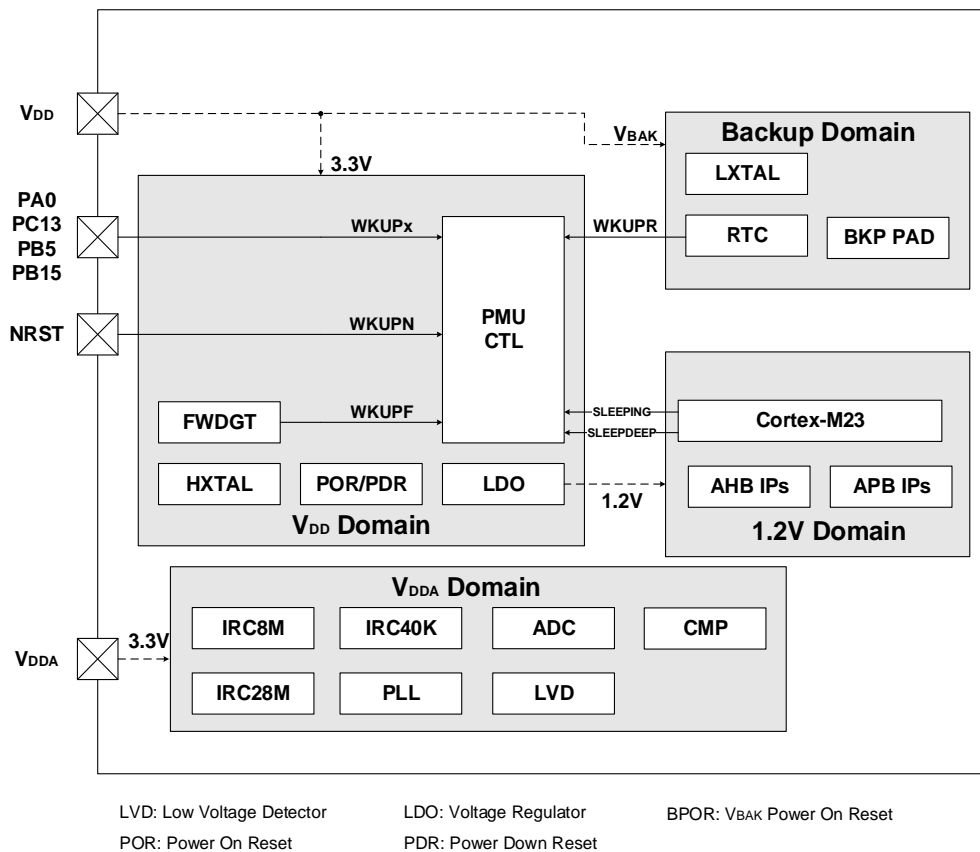 VDD
VBAK
3.3V
Backup Domain
LXTAL
RTC
BKP PAD
PA0
PC13
PB5
PB15
WKUPx
WKUPR
NRST
WKUPN
PMU
CTL
FWDGT
WKUPF
SLEEPING
SLEEPDEEP
Cortex-M23
HXTAL
POR/PDR
LDO
1.2V
AHB IPs
APB IPs
VDD Domain
1.2V Domain
VDDA Domain
VDDA
3.3V
IRC8M
IRC40K
ADC
CMP
IRC28M
PLL
LVD
LVD: Low Voltage Detector
LDO: Voltage Regulator
BPOR: VBAK Power On Reset
POR: Power On Reset
PDR: Power Down Reset